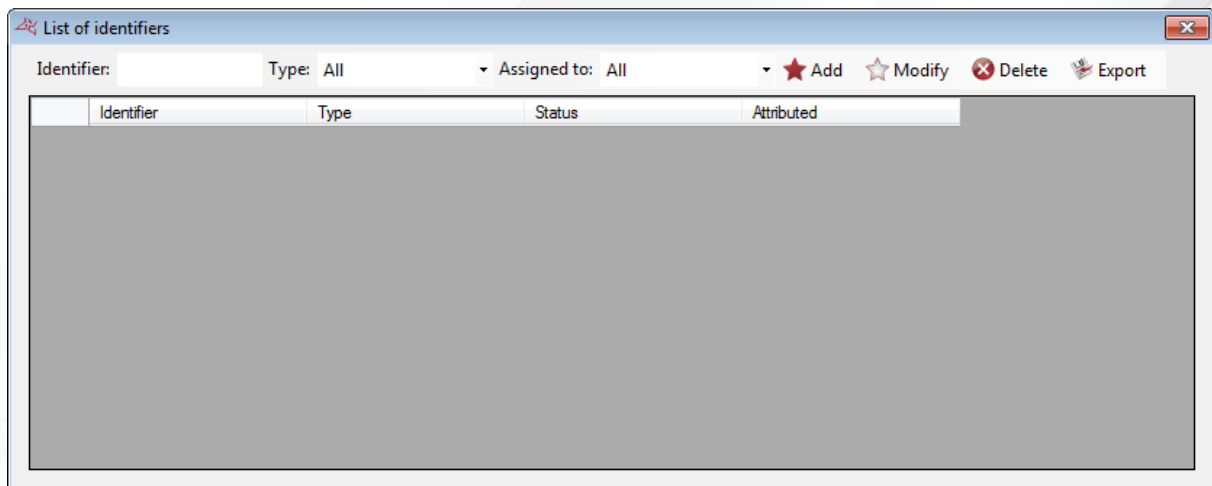 List of identifiers
Identifier: Type: All Assigned to: All Add Modify Delete Export
Identifier Type Status Attributed